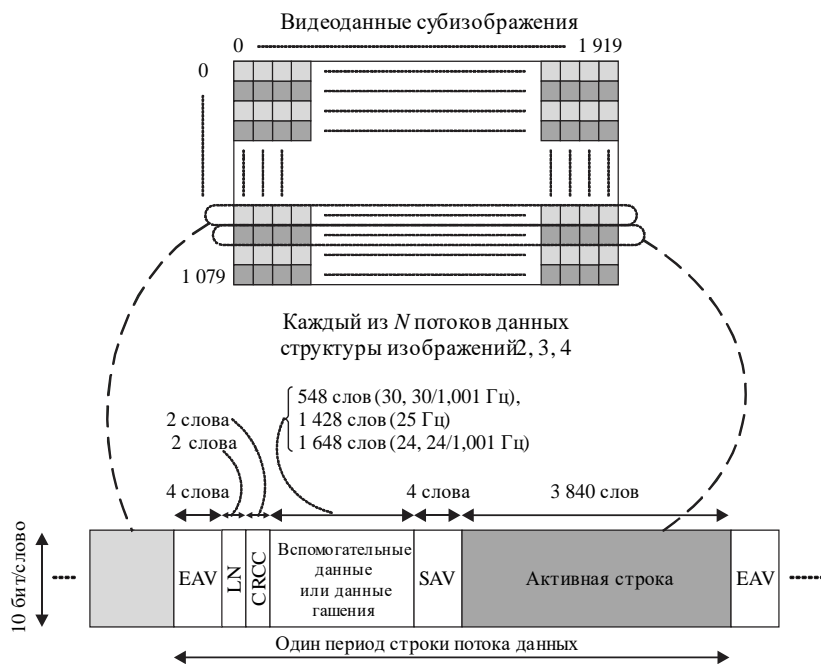 Видеоданные субизображения
0 1 919
0
1 079
Каждый из N потоков данных
структуры изображений2, 3, 4
548 слов (30, 30/1,001 Гц),
1 428 слов (25 Гц)
1 648 слов (24, 24/1,001 Гц)
2 слова
2 слова
4 слова
4 слова
3 840 слов
10 бит/слово
EAV
LN
CRCC
Вспомогательные
данные
или данные
гашения
SAV
Активная строка
EAV
Один период строки потока данных